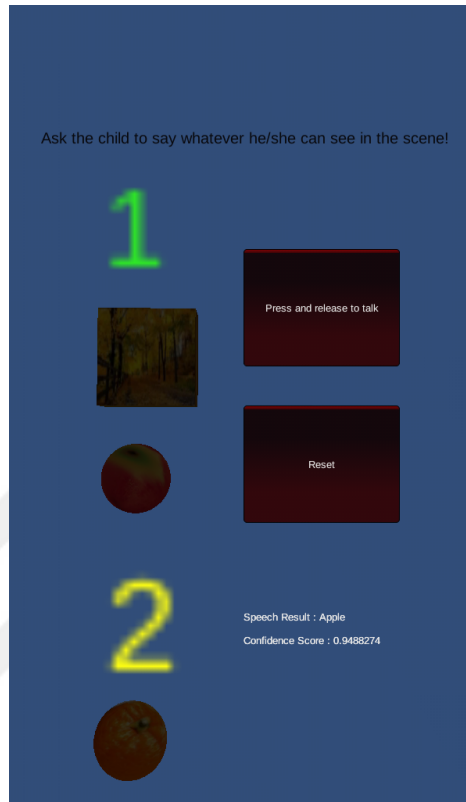 Ask the child to say whatever he/she can see in the scene!
1
Press and release to talk
Reset
2
Speech Result : Apple
Confidence Score : 0.9488274